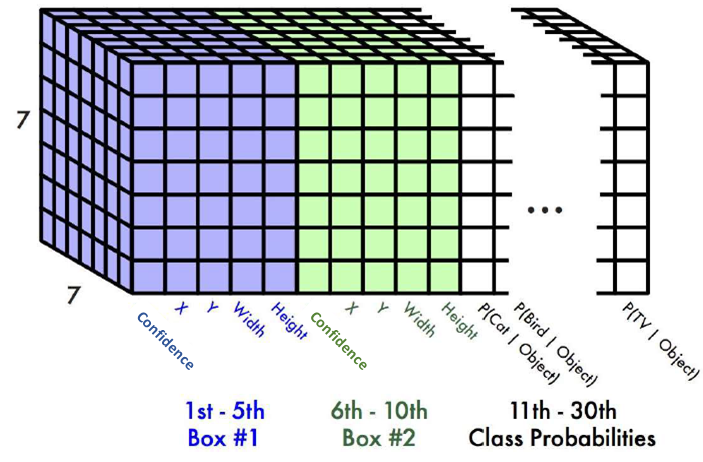 7
7
Confidence
X
Y
Width
Height
Confidence
X
Y
Width
Height
P(Cat | Object)
P(Bird | Object)
...
P(TV | Object)
1st - 5th
Box #1
6th - 10th
Box #2
11th - 30th
Class Probabilities